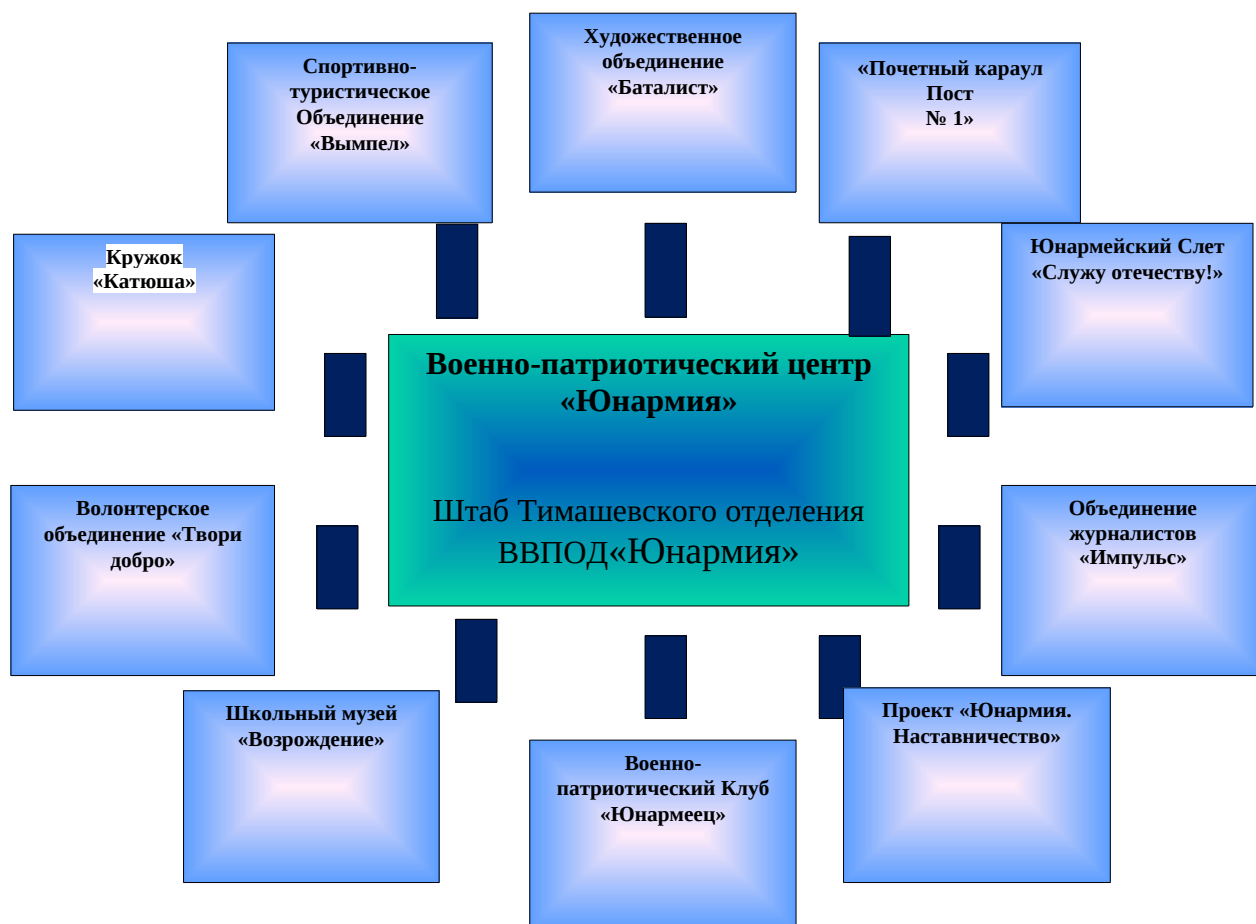 Художественное
объединение
«Баталист»
Спортивно-
туристическое
Объединение
«Вымпел»
«Почетный караул
Пост
№ 1»
Кружок
«Катюша»
Юнармейский Слет
«Служу отечеству!»
Военно-патриотический центр
«Юнармия»
Штаб Тимашевского отделения
ВВПОД«Юнармия»
Волонтерское
объединение «Твори
добро»
Объединение
журналистов
«Импульс»
Школьный музей
«Возрождение»
Проект «Юнармия.
Наставничество»
Военно-
патриотический Клуб
«Юнармеец»